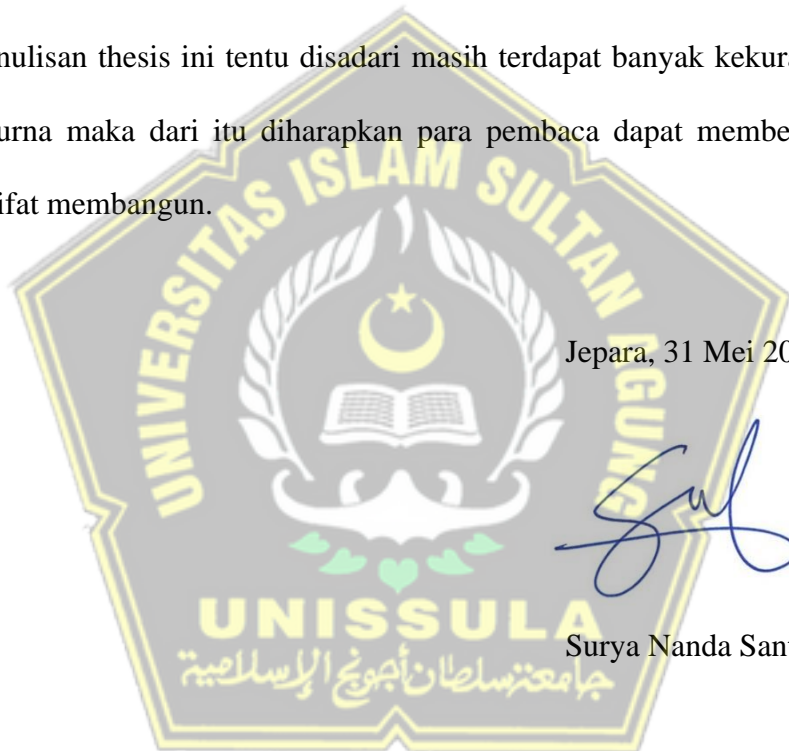 nulisan thesis ini tentu disadari masih terdapat banyak kekura
urna maka dari itu diharapkan para pembaca dapat membe
ifat membangun.
UNIVERSITAS ISLAM SULTAN AGUNG
Jepara, 31 Mei 20
UNISSULA
Surya Nanda San
جامعة سلطان أجونج الإسلامية